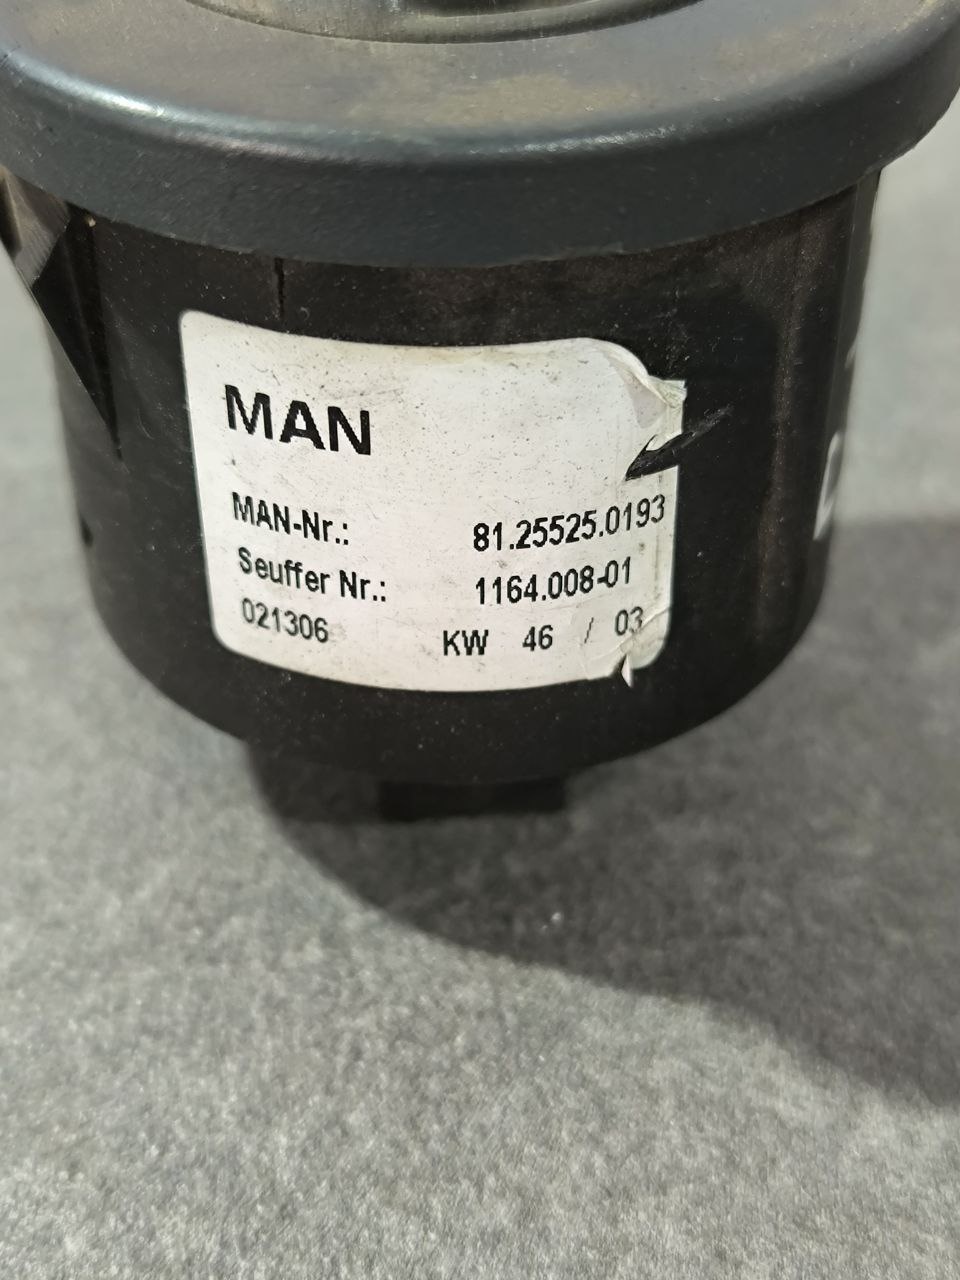 MAN
MAN-Nr.: 81.25525.0193
Seuffer Nr.: 1164.008-01
021306 KW 46 / 03